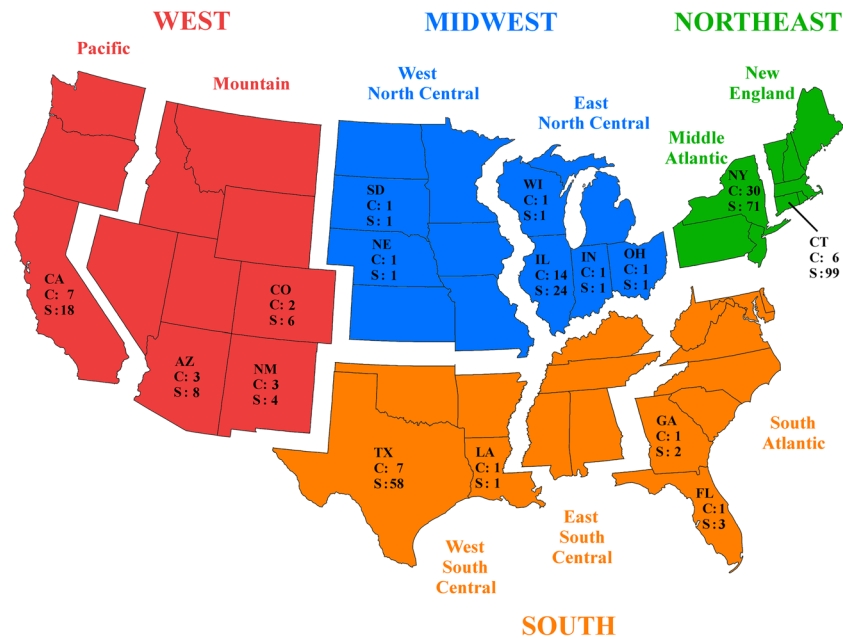 WEST
MIDWEST
NORTHEAST
Pacific
Mountain
West
North Central
East
North Central
New
England
Middle
Atlantic
NY
C: 30
S: 71
CT
C: 6
S: 99
SD
C: 1
S: 1
WI
C: 1
S: 1
NE
C: 1
S: 1
IL
C: 14
S: 24
IN
C: 1
S: 1
OH
C: 1
S: 1
CA
C: 7
S: 18
CO
C: 2
S: 6
AZ
C: 3
S: 8
NM
C: 3
S: 4
TX
C: 7
S: 58
LA
C: 1
S: 1
GA
C: 1
S: 2
FL
C: 1
S: 3
South
Atlantic
East
South
Central
West
South
Central
SOUTH